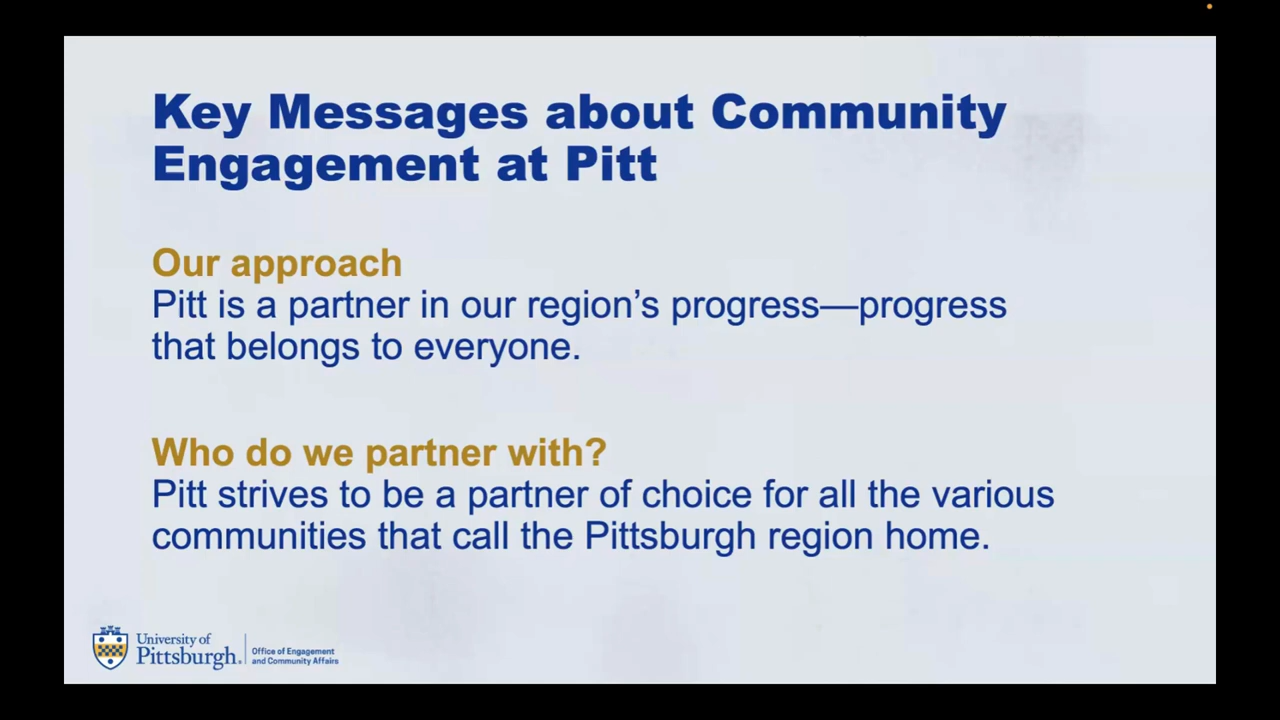 Key Messages about Community
Engagement at Pitt
Our approach
Pitt is a partner in our region’s progress—progress
that belongs to everyone.
Who do we partner with?
Pitt strives to be a partner of choice for all the various
communities that call the Pittsburgh region home.
University of
Pittsburgh.
Office of Engagement
and Community Affairs